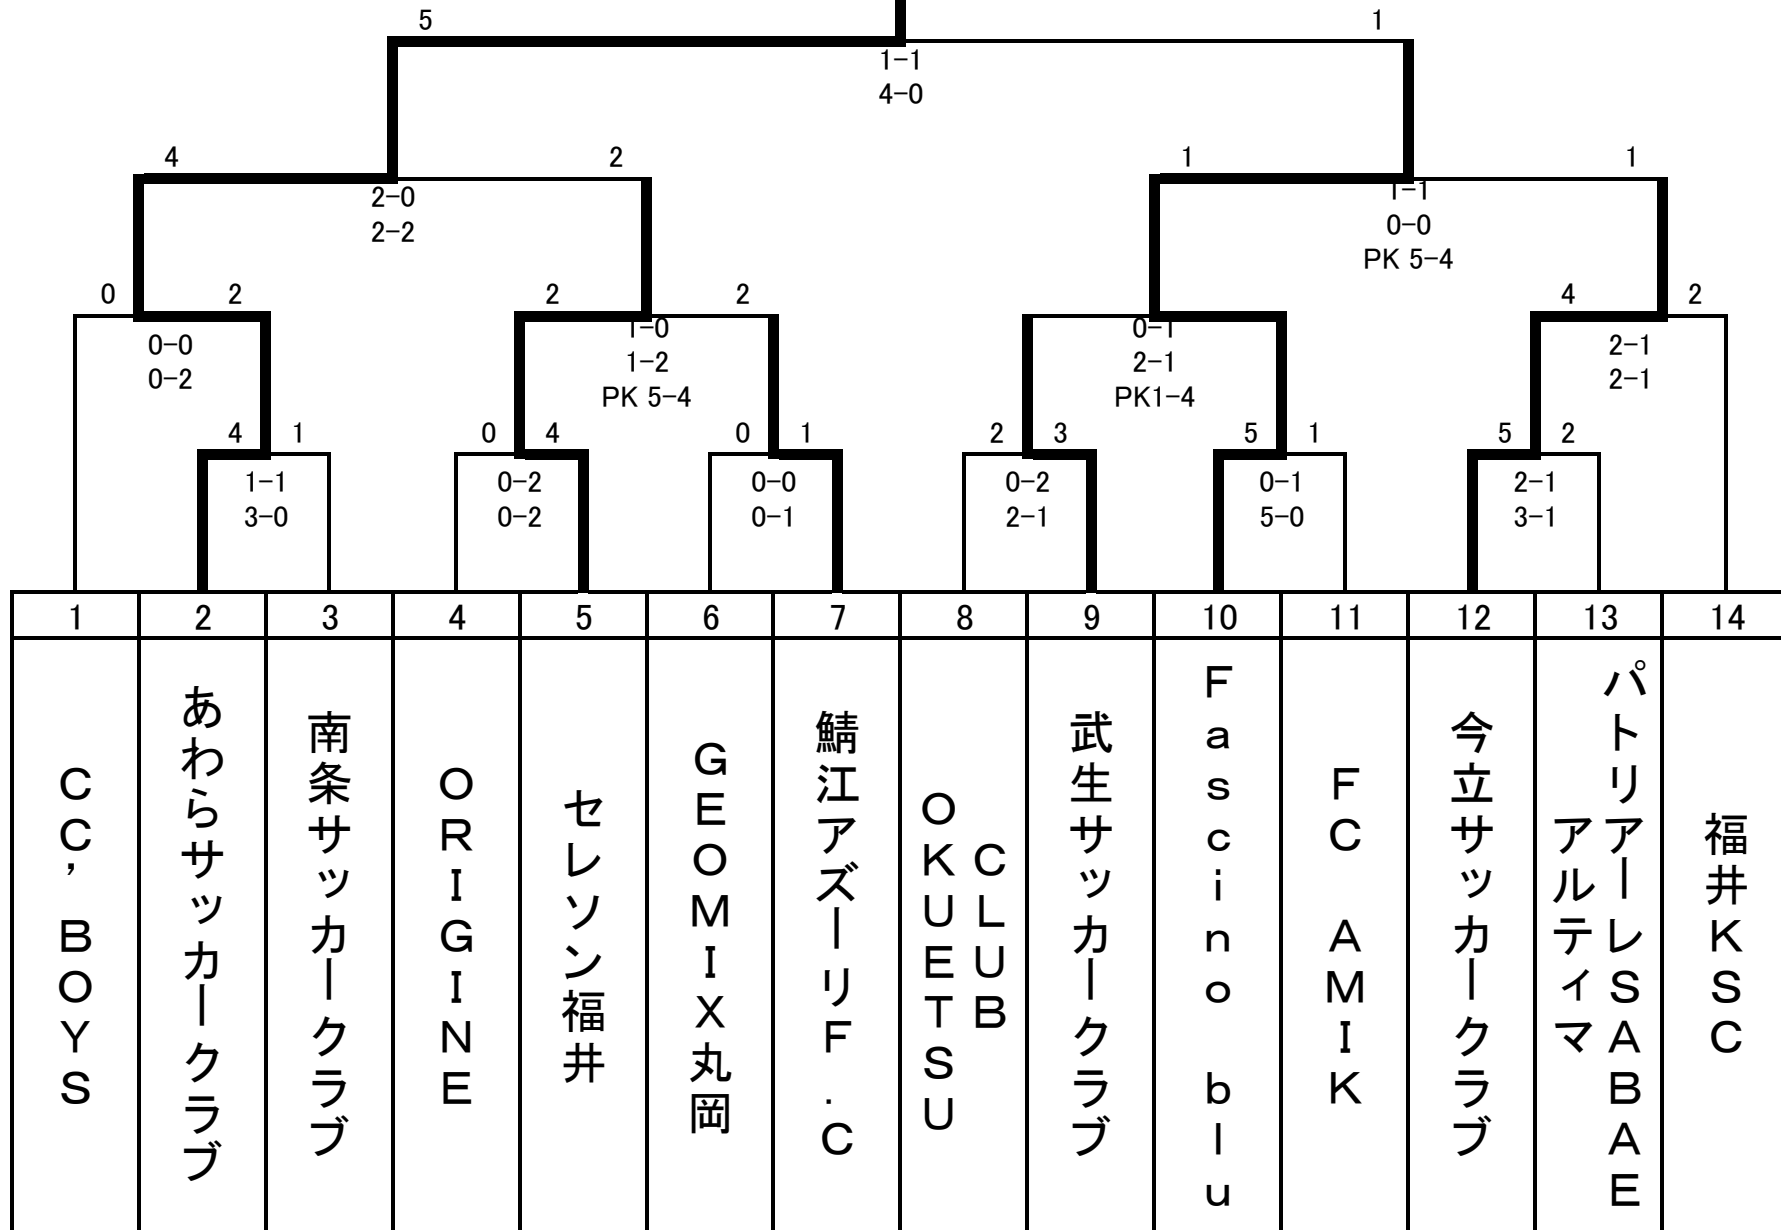 5 1
1-1
4-0
4 2 1 1
2-0
2-2
1-1
0-0
PK 5-4
0 2 2 2 4 2
0-0
0-2
1-0
1-2
PK 5-4
0-1
2-1
PK1-4
2-1
2-1
4 1 0 4 0 1 2 3 5 1 5 2
1-1
3-0
0-2
0-2
0-0
0-1
0-2
2-1
0-1
5-0
2-1
3-1
1 2 3 4 5 6 7 8 9 10 11 12 13 14
CC’BOYS
あわらサッカークラブ
南条サッカークラブ
ORIGINE
セレソン福井
GEOMIX丸岡
鯖江アズーリF.C
OKUETSU
CLUB
武生サッカークラブ
Fascino blu
FC AMIK
今立サッカークラブ
パトリアーレSABAE
アルティマ
福井KSC